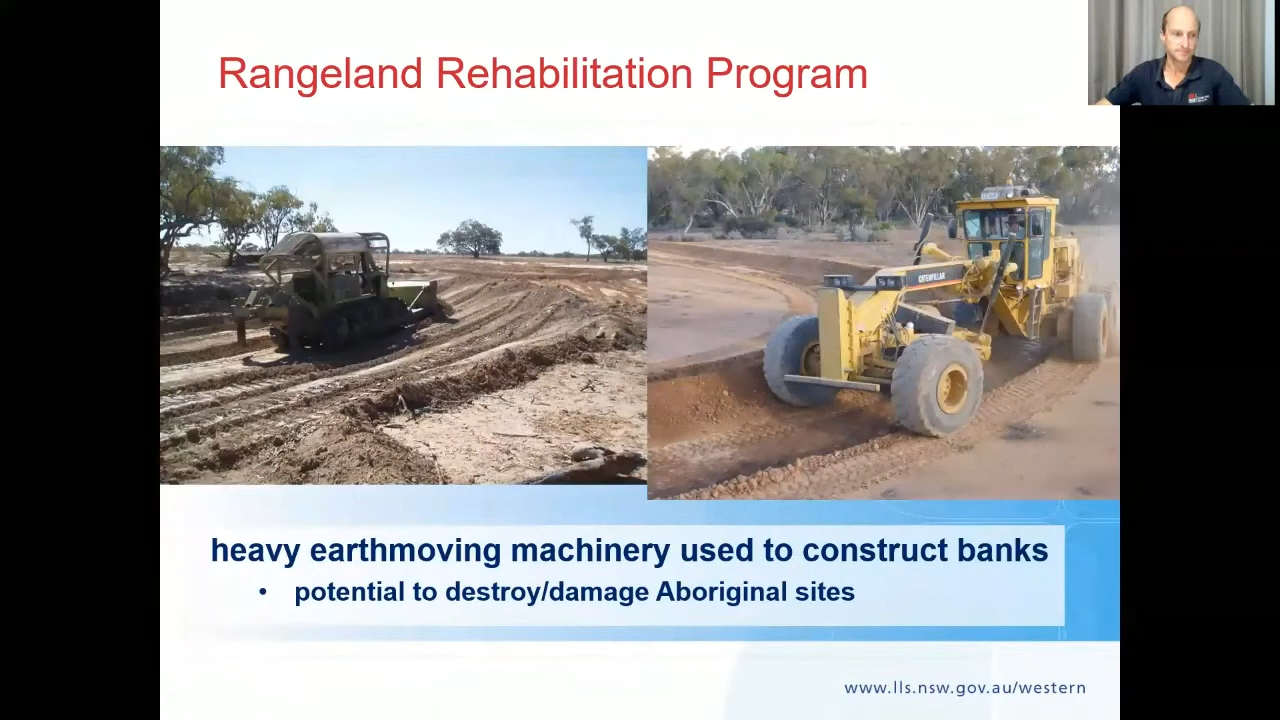 Rangeland Rehabilitation Program
CATERPILLAR
heavy earthmoving machinery used to construct banks
• potential to destroy/damage Aboriginal sites
www.lls.nsw.gov.au/western